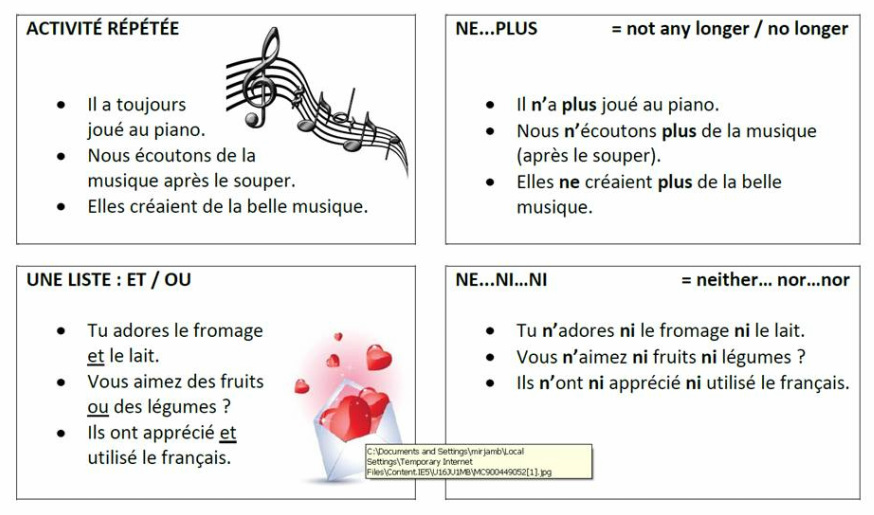 ACTIVITÉ RÉPÉTÉE
• Il a toujours
joué au piano.
• Nous écoutons de la
musique après le souper.
• Elles créaient de la belle musique.
NE...PLUS = not any longer / no longer
• Il n'a plus joué au piano.
• Nous n'écoutons plus de la musique
(après le souper).
• Elles ne créaient plus de la belle
musique.
UNE LISTE : ET / OU
• Tu adores le fromage
et le lait.
• Vous aimez des fruits
ou des légumes ?
• Ils ont apprécié et
utilisé le français.
C:\Documents and Settings\mirjamb\Local
Settings\Temporary Internet
Files\Content.IE5\U16JU1MB\MC900449052[1].jpg
NE...NI...NI = neither... nor...nor
• Tu n'adores ni le fromage ni le lait.
• Vous n'aimez ni fruits ni légumes ?
• Ils n'ont ni apprécié ni utilisé le français.